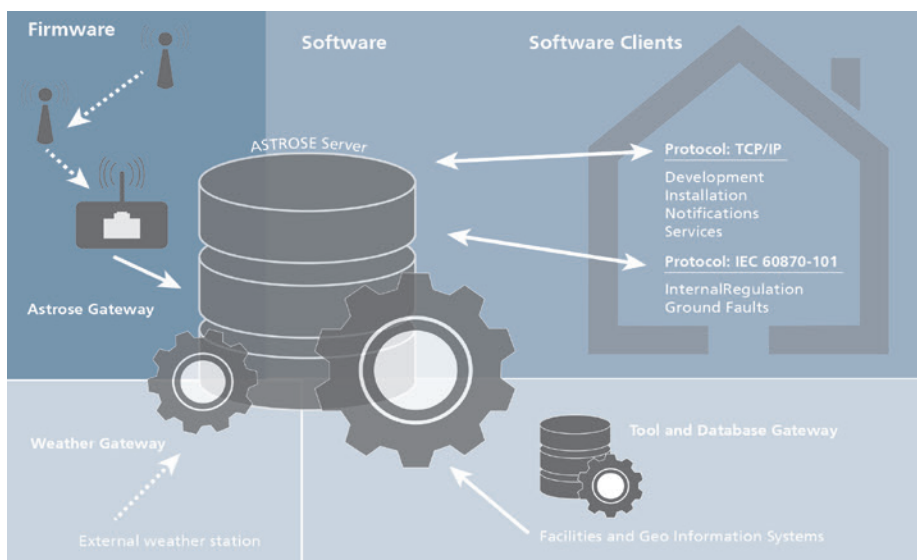 Firmware
Software
Software Clients
ASTROSE Server
Protocol: TCP/IP
Development
Installation
Notifications
Services
Protocol: IEC 60870-101
InternalRegulation
Ground Faults
Astrose Gateway
Weather Gateway
Tool and Database Gateway
External weather station
Facilities and Geo Information Systems